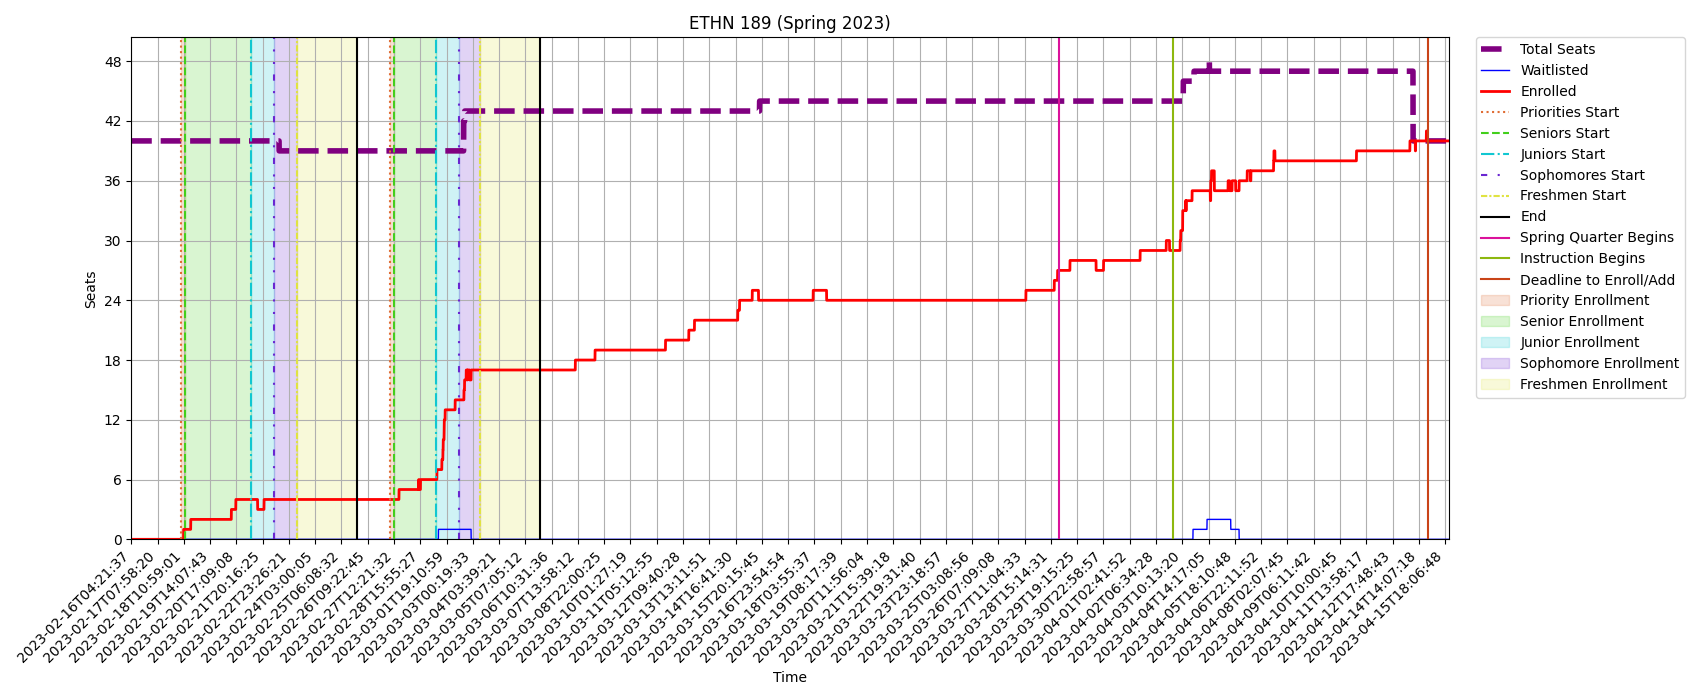 ETHN 189 (Spring 2023)
Seats
48
42
36
30
24
18
12
6
0
2023-02-16T04:21:37
2023-02-17T07:58:20
2023-02-18T10:59:01
2023-02-19T14:07:43
2023-02-20T17:09:08
2023-02-21T20:16:25
2023-02-22T23:26:21
2023-02-24T03:00:05
2023-02-25T06:08:32
2023-02-26T09:22:45
2023-02-27T12:21:32
2023-02-28T15:55:27
2023-03-01T19:10:59
2023-03-03T00:19:33
2023-03-04T03:39:21
2023-03-05T07:05:12
2023-03-06T10:31:36
2023-03-07T13:58:12
2023-03-08T22:00:25
2023-03-10T01:27:19
2023-03-11T05:12:55
2023-03-12T09:40:28
2023-03-13T13:11:51
2023-03-14T16:41:30
2023-03-15T20:15:45
2023-03-16T23:54:54
2023-03-18T03:55:37
2023-03-19T08:17:39
2023-03-20T11:56:04
2023-03-21T15:39:18
2023-03-22T19:31:40
2023-03-23T23:18:57
2023-03-25T03:08:56
2023-03-26T07:09:08
2023-03-27T11:04:33
2023-03-28T15:14:31
2023-03-29T19:15:25
2023-03-30T22:58:57
2023-04-01T02:41:52
2023-04-02T06:34:28
2023-04-03T10:13:20
2023-04-04T14:17:05
2023-04-05T18:10:48
2023-04-06T22:11:52
2023-04-08T02:07:45
2023-04-09T06:11:42
2023-04-10T10:00:45
2023-04-11T13:58:17
2023-04-12T17:48:43
2023-04-14T14:07:18
2023-04-15T18:06:48
Time
Total Seats
Waitlisted
Enrolled
Priorities Start
Seniors Start
Juniors Start
Sophomores Start
Freshmen Start
End
Spring Quarter Begins
Instruction Begins
Deadline to Enroll/Add
Priority Enrollment
Senior Enrollment
Junior Enrollment
Sophomore Enrollment
Freshmen Enrollment